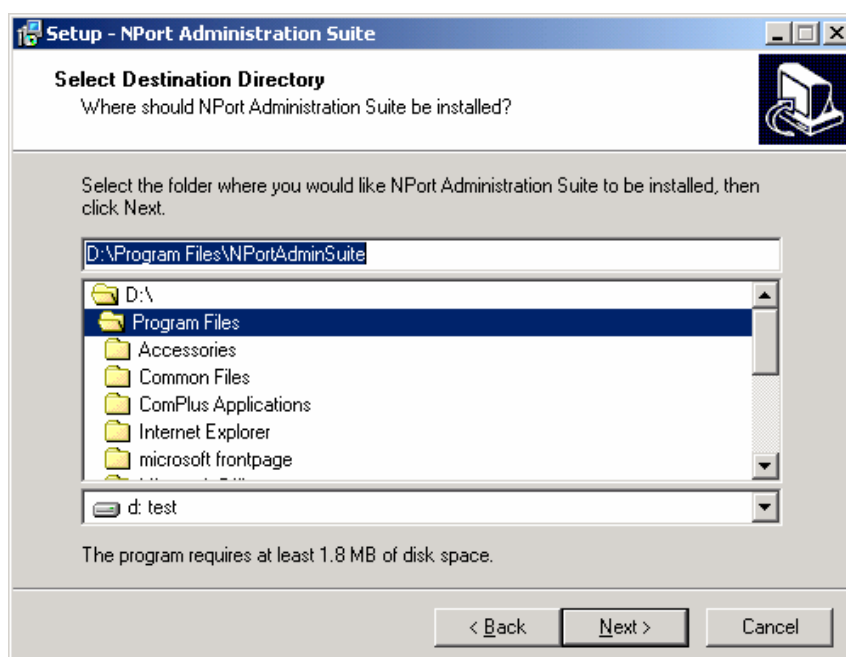 Setup - NPort Administration Suite
Select Destination Directory
Where should NPort Administration Suite be installed?
Select the folder where you would like NPort Administration Suite to be installed, then
click Next.
D:\Program Files\NPortAdminSuite
D:\
Program Files
Accessories
Common Files
ComPlus Applications
Internet Explorer
microsoft frontpage
d: test
The program requires at least 1.8 MB of disk space.
< Back
Next >
Cancel